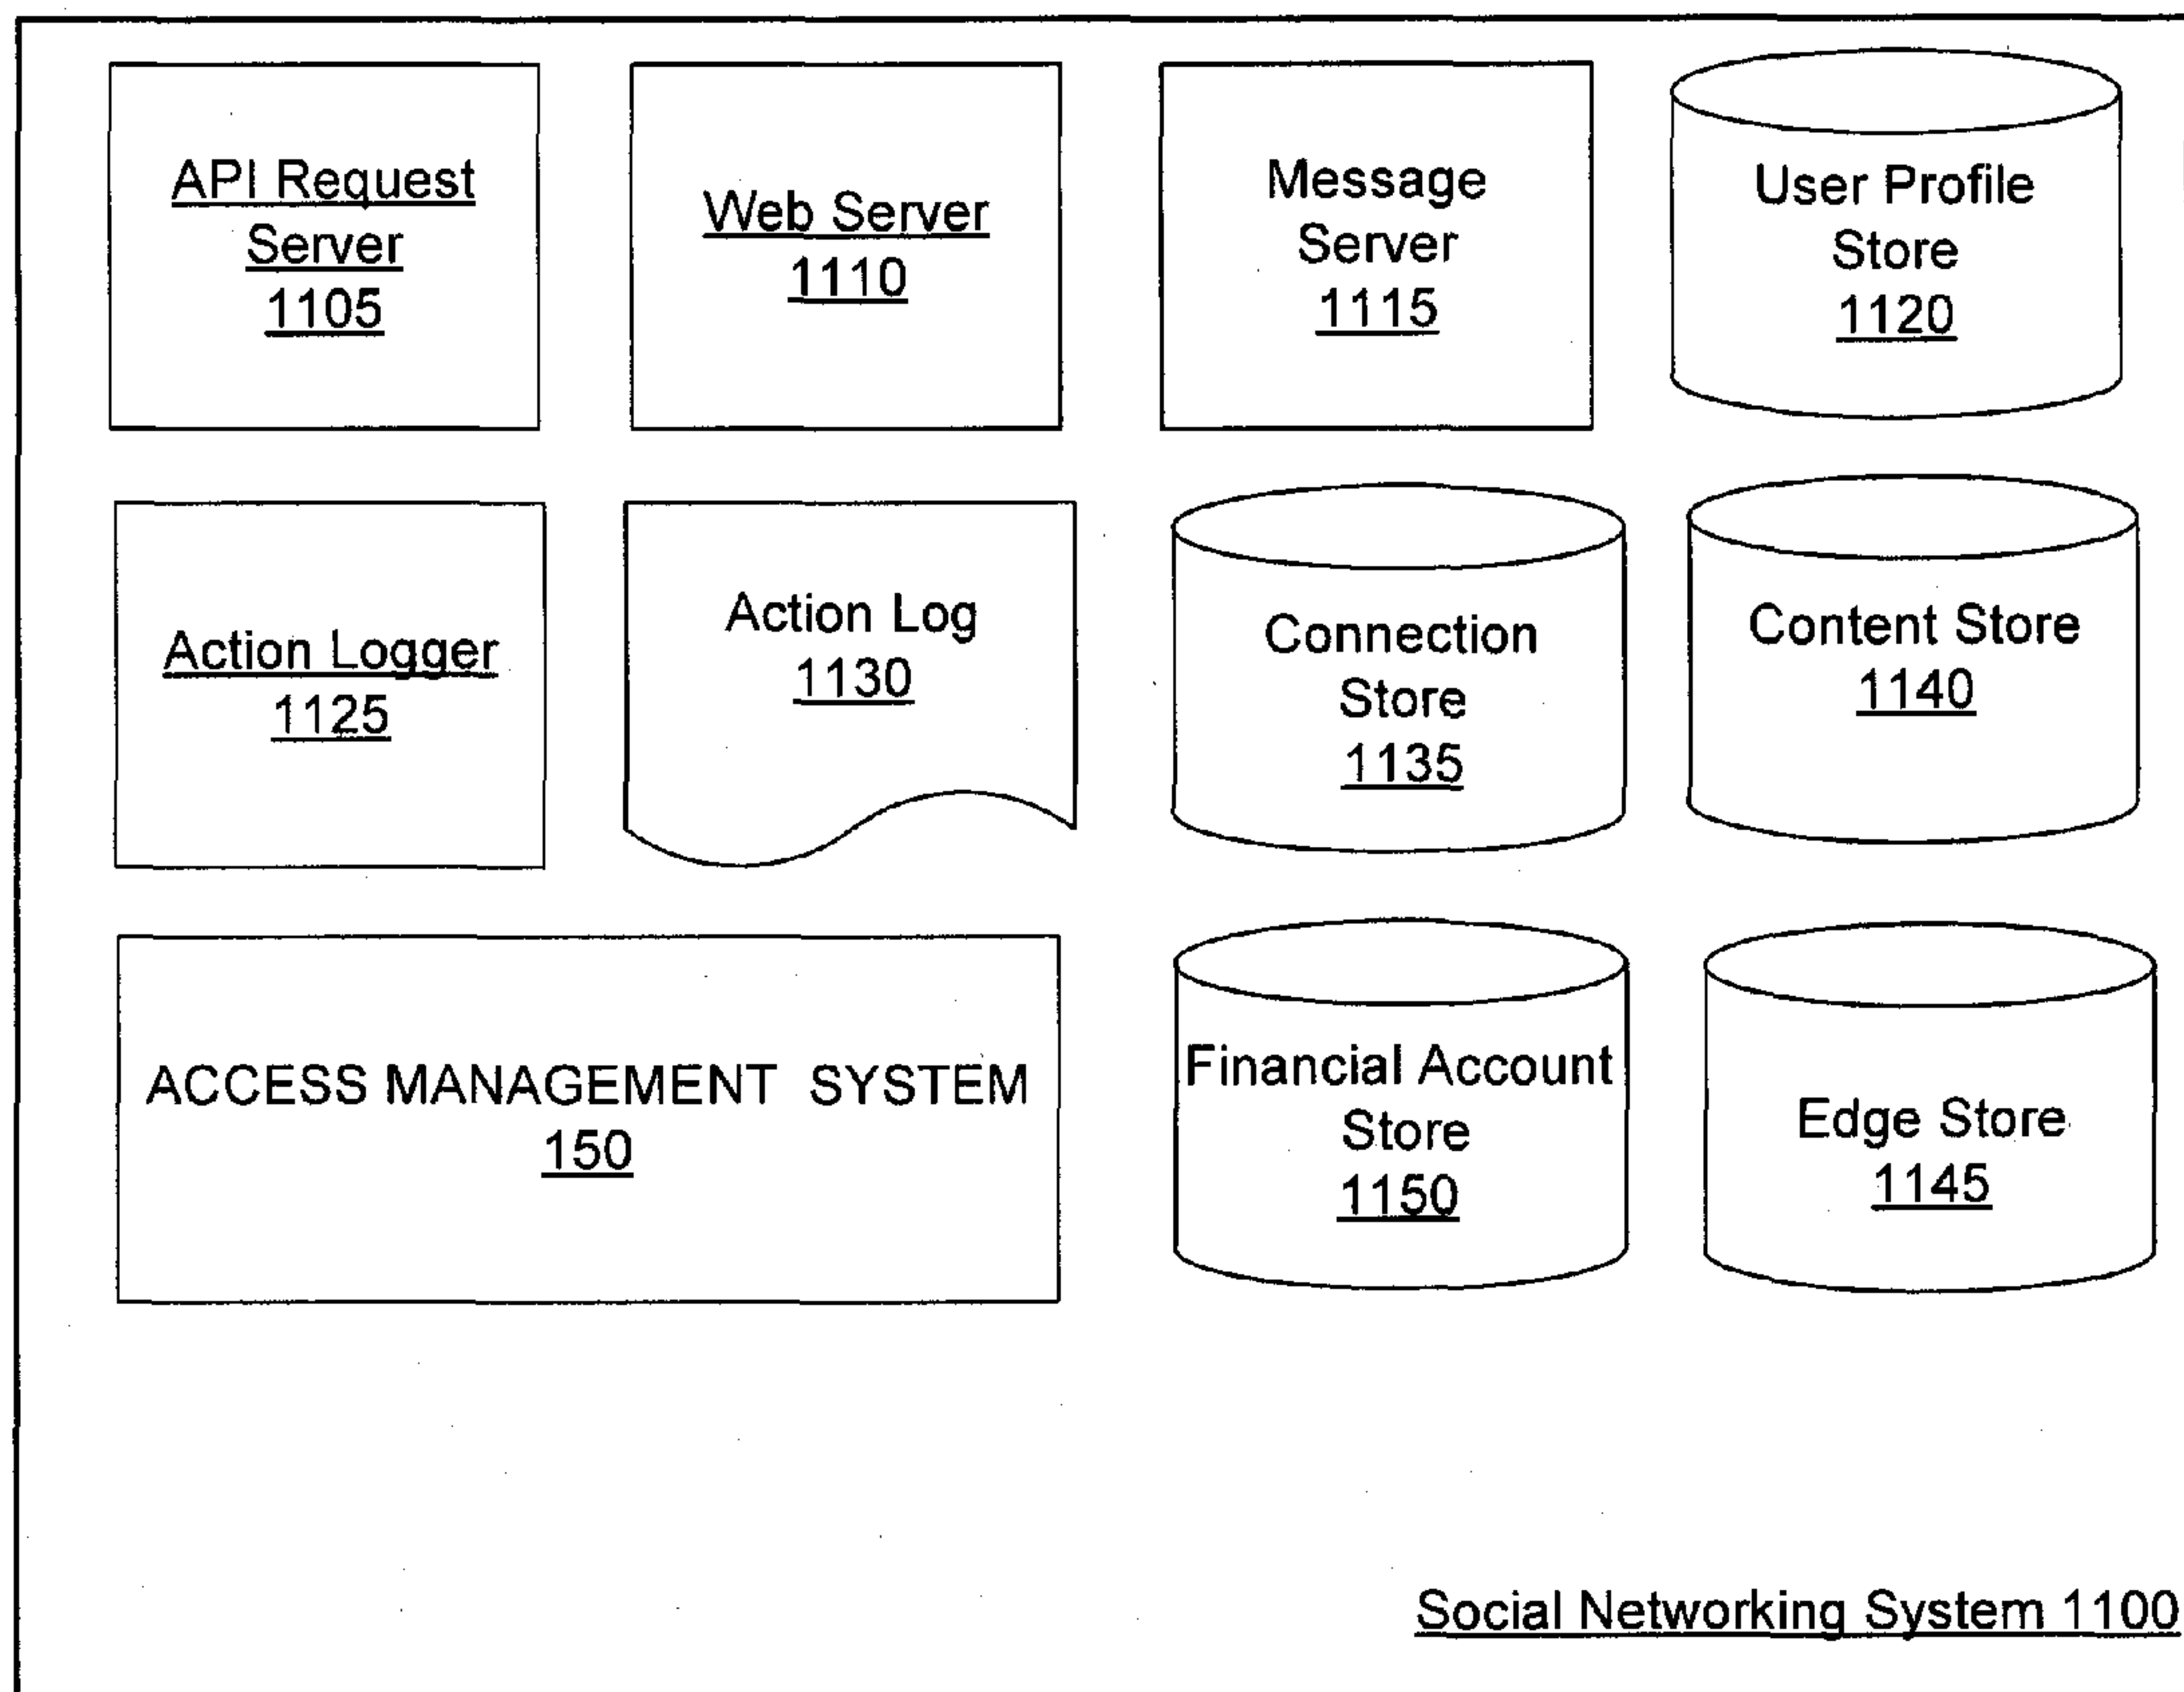 API Request
Server
1105
Web Server
1110
Message
Server
1115
User Profile
Store
1120
Action Logger
1125
Action Log
1130
Connection
Store
1135
Content Store
1140
ACCESS MANAGEMENT SYSTEM
150
Financial Account
Store
1150
Edge Store
1145
Social Networking System 1100